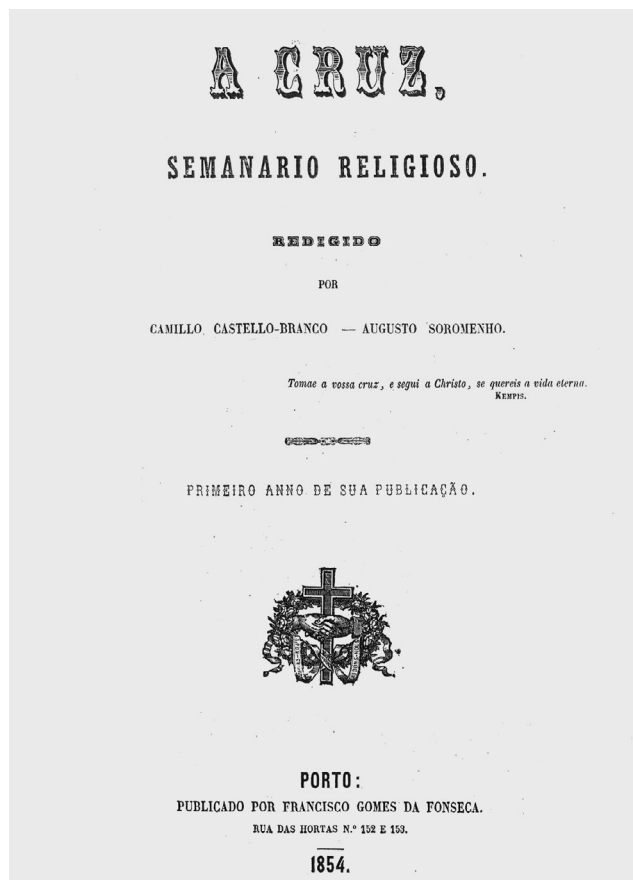 A CRUZ,
SEMANARIO RELIGIOSO.
REDIGIDO
POR
CAMILLO CASTELLO-BRANCO — AUGUSTO SOROMENHO.
Tomae a vossa cruz, e segui a Christo, se quereis a vida eterna.
KEMPIS.
PRIMEIRO ANNO DE SUA PUBLICAÇÃO.
PORTO:
PUBLICADO POR FRANCISCO GOMES DA FONSECA.
RUA DAS HORTAS N.º 152 E 153.
1854.